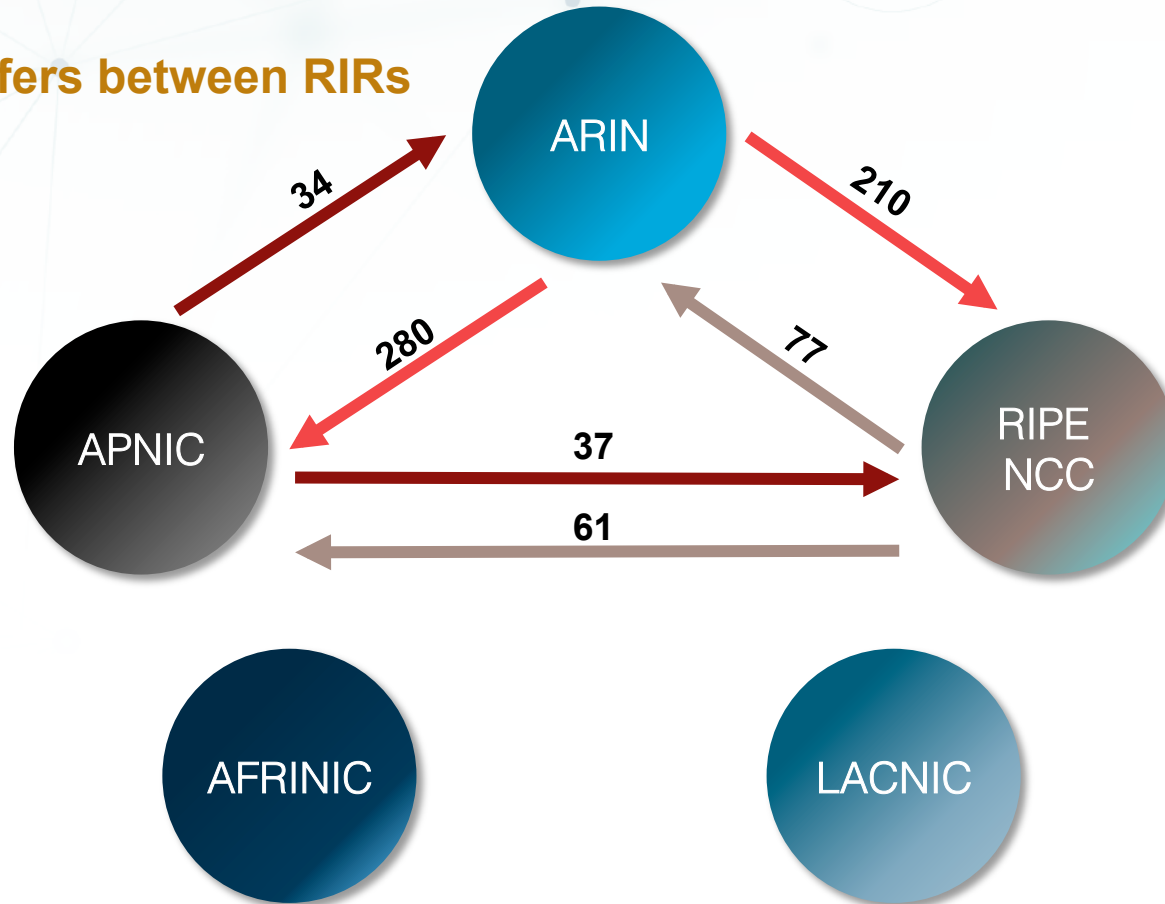 fers between RIRs
ARIN
34
210
280
77
APNIC
RIPE
NCC
37
61
AFRINIC
LACNIC